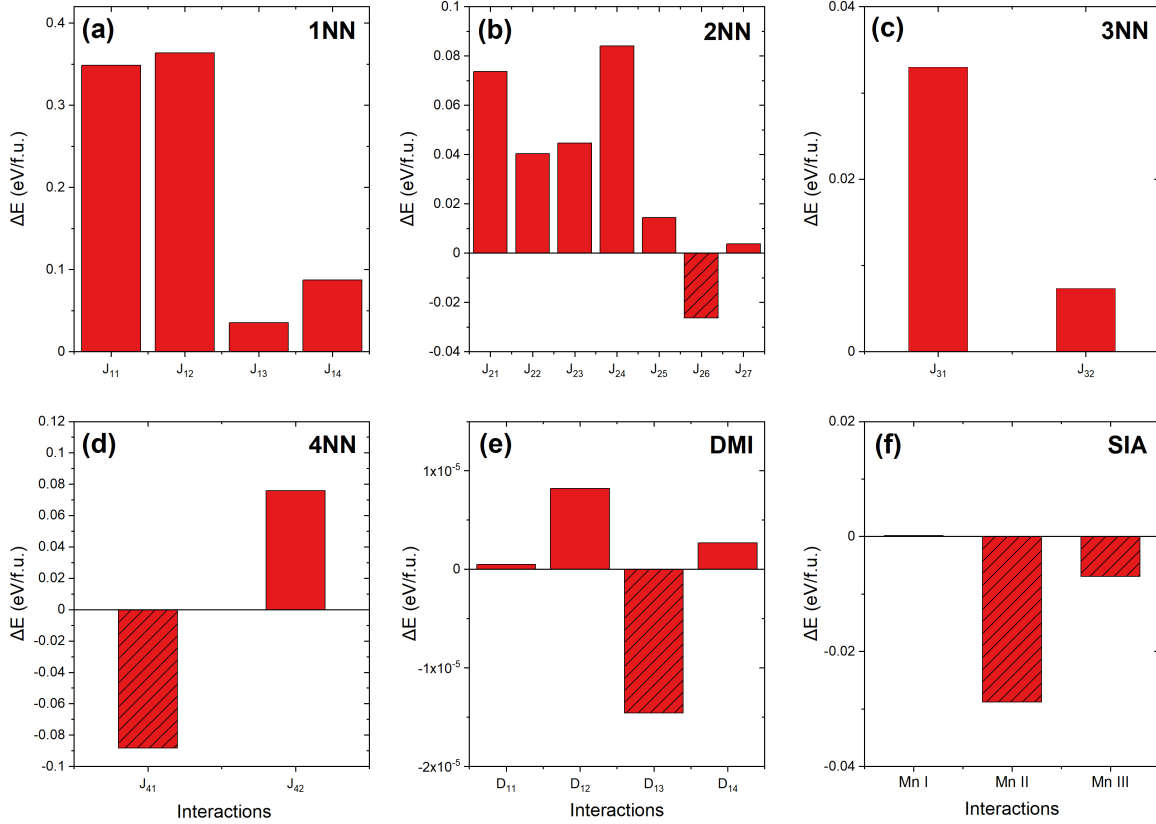 (a) 1NN
ΔE (eV/f.u.)
0.4
0.3
0.2
0.1
0
J₁₁ J₁₂ J₁₃ J₁₄
(b) 2NN
ΔE (eV/f.u.)
0.1
0.08
0.06
0.04
0.02
0
-0.02
-0.04
J₂₁ J₂₂ J₂₃ J₂₄ J₂₅ J₂₆ J₂₇
(c) 3NN
ΔE (eV/f.u.)
0.04
0.02
0
J₃₁ J₃₂
(d) 4NN
ΔE (eV/f.u.)
0.12
0.1
0.08
0.06
0.04
0.02
0
-0.02
-0.04
-0.06
-0.08
-0.1
J₄₁ J₄₂
Interactions
(e) DMI
ΔE (eV/f.u.)
1x10⁻⁵
0
-1x10⁻⁵
-2x10⁻⁵
D₁₁ D₁₂ D₁₃ D₁₄
Interactions
(f) SIA
ΔE (eV/f.u.)
0.02
0
-0.02
-0.04
Mn I Mn II Mn III
Interactions